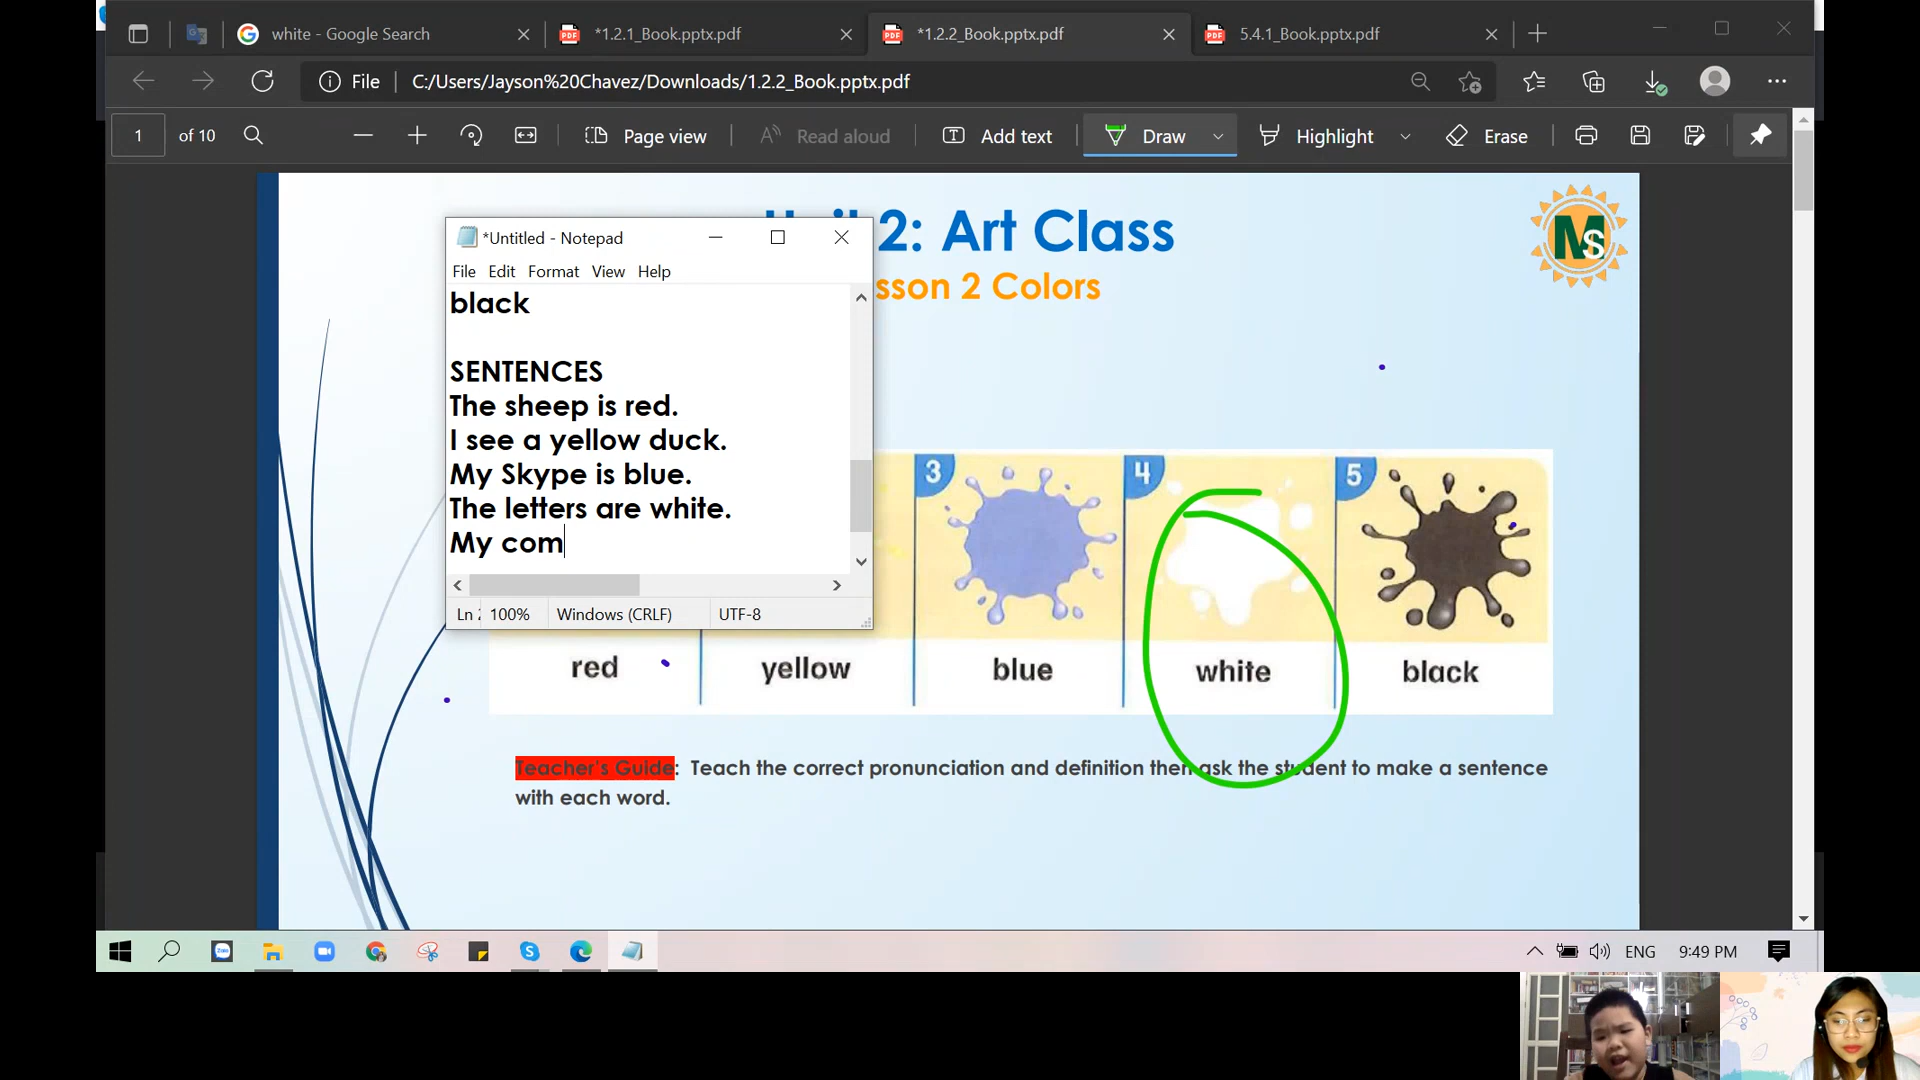 white - Google Search
*1.2.1_Book.pptx.pdf
*1.2.2_Book.pptx.pdf
5.4.1_Book.pptx.pdf
File
C:/Users/Jayson%20Chavez/Downloads/1.2.2_Book.pptx.pdf
1 of 10
Page view
Read aloud
Add text
Draw
Highlight
Erase
2: Art Class
sson 2 Colors
Ms
*Untitled - Notepad
File Edit Format View Help
black
SENTENCES
The sheep is red.
I see a yellow duck.
My Skype is blue.
The letters are white.
My com
Ln 100% Windows (CRLF) UTF-8
3
4
5
red
yellow
blue
white
black
Teacher's Guide: Teach the correct pronunciation and definition then ask the student to make a sentence
with each word.
Zalo
ENG
9:49 PM